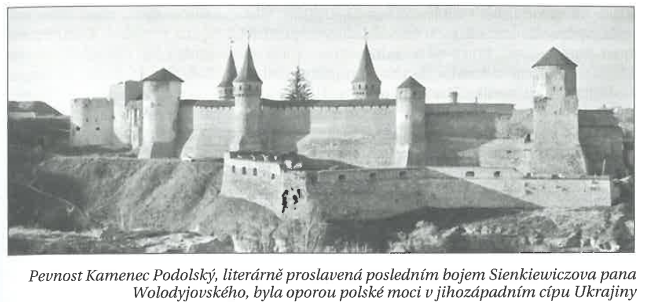 Pevnost Kamenec Podolský, literárně proslavená posledním bojem Sienkiewiczova pana
Wolodyjovského, byla oporou polské moci v jihozápadním cípu Ukrajiny